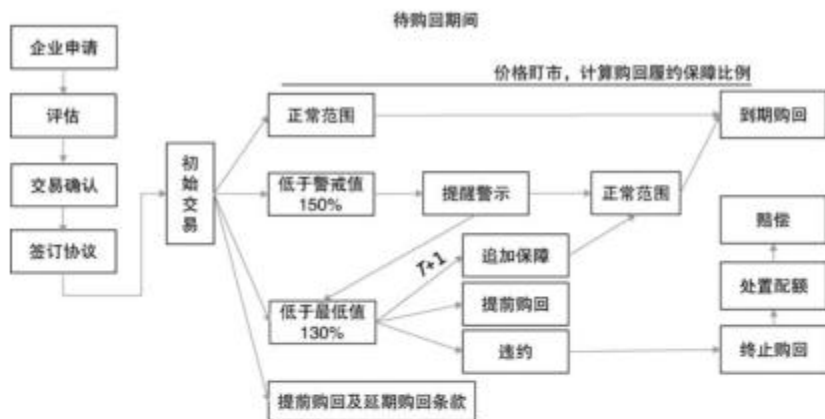 待购回期间
企业申请
评估
交易确认
签订协议
初始交易
价格盯市，计算购回履约保障比例
正常范围
到期购回
低于警戒值
150%
提醒警示
正常范围
T+1
追加保障
低于最低值
130%
提前购回
违约
赔偿
处置配额
终止购回
提前购回及延期购回条款